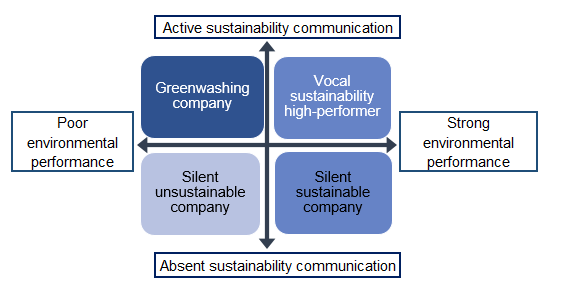 Active sustainability communication
Greenwashing
company
Vocal
sustainability
high-performer
Poor
environmental
performance
Strong
environmental
performance
Silent
unsustainable
company
Silent
sustainable
company
Absent sustainability communication